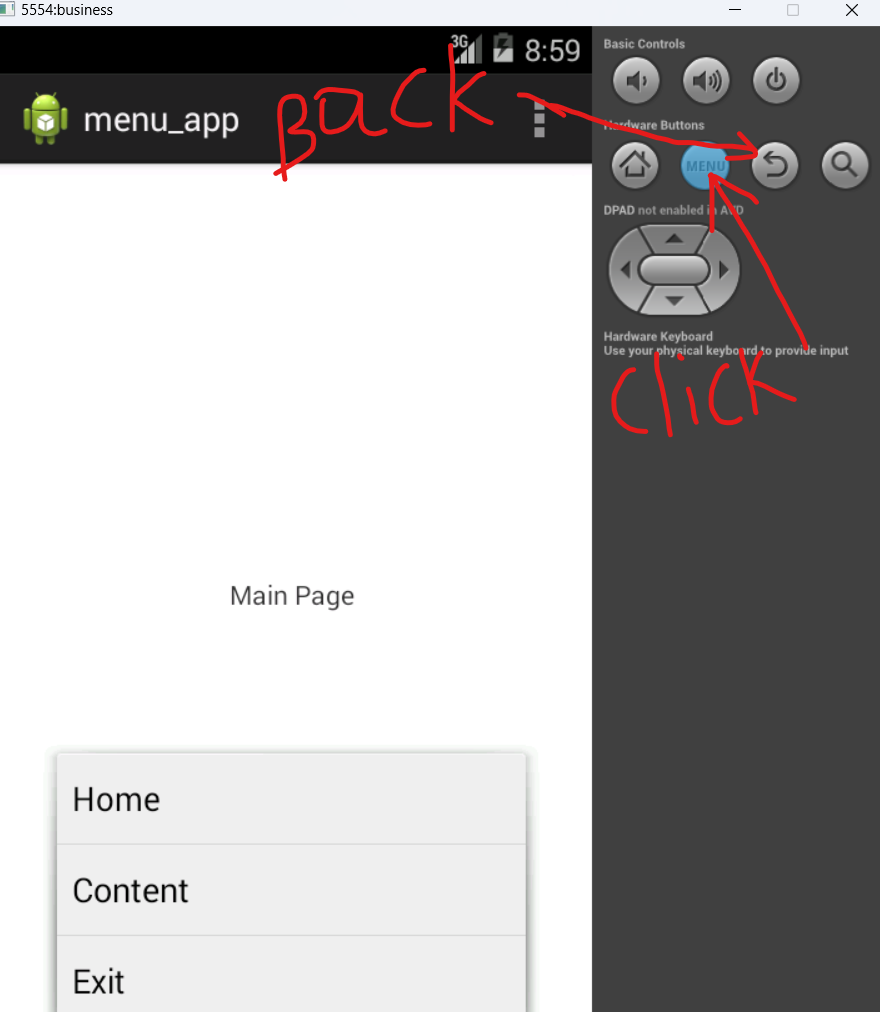 5554:business
3G 8:59
menu_app
Back
Basic Controls
Hardware Buttons
MENU
DPAD not enabled in AVD
Hardware Keyboard
Use your physical keyboard to provide input
click
Main Page
Home
Content
Exit